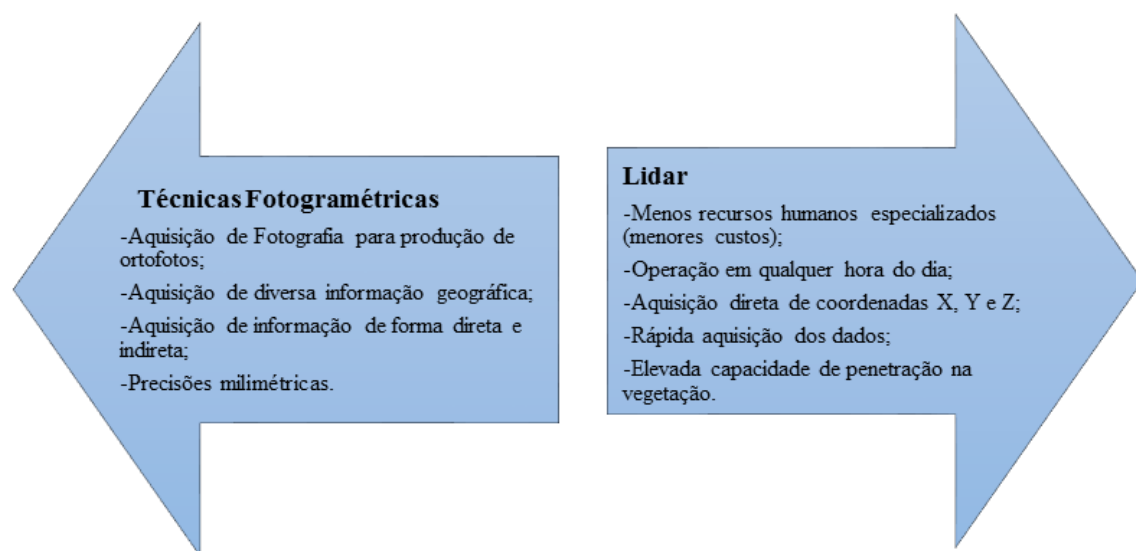 Técnicas Fotogramétricas
-Aquisição de Fotografia para produção de
ortofotos;
-Aquisição de diversa informação geográfica;
-Aquisição de informação de forma direta e
indireta;
-Precisões milimétricas.
Lidar
-Menos recursos humanos especializados
(menores custos);
-Operação em qualquer hora do dia;
-Aquisição direta de coordenadas X, Y e Z;
-Rápida aquisição dos dados;
-Elevada capacidade de penetração na
vegetação.